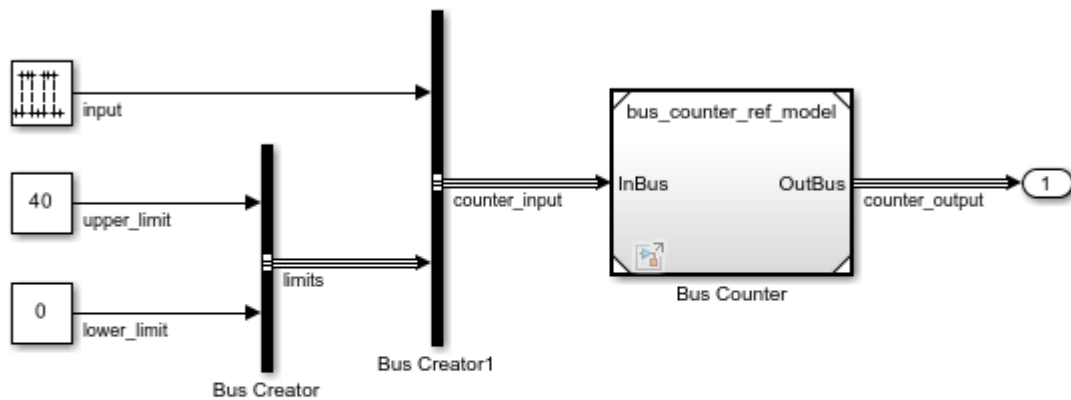 input
40
upper_limit
0
lower_limit
limits
Bus Creator
Bus Creator1
counter_input
bus_counter_ref_model
InBus
OutBus
Bus Counter
counter_output
1